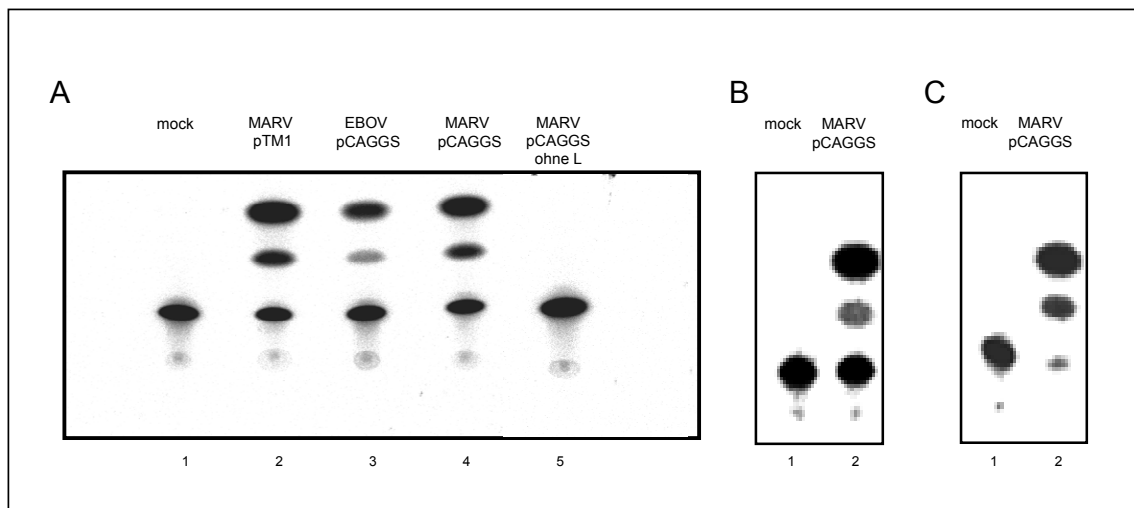 A
mock
MARV
pTM1
EBOV
pCAGGS
MARV
pCAGGS
MARV
pCAGGS
ohne L
1 2 3 4 5
B
mock
MARV
pCAGGS
1 2
C
mock
MARV
pCAGGS
1 2